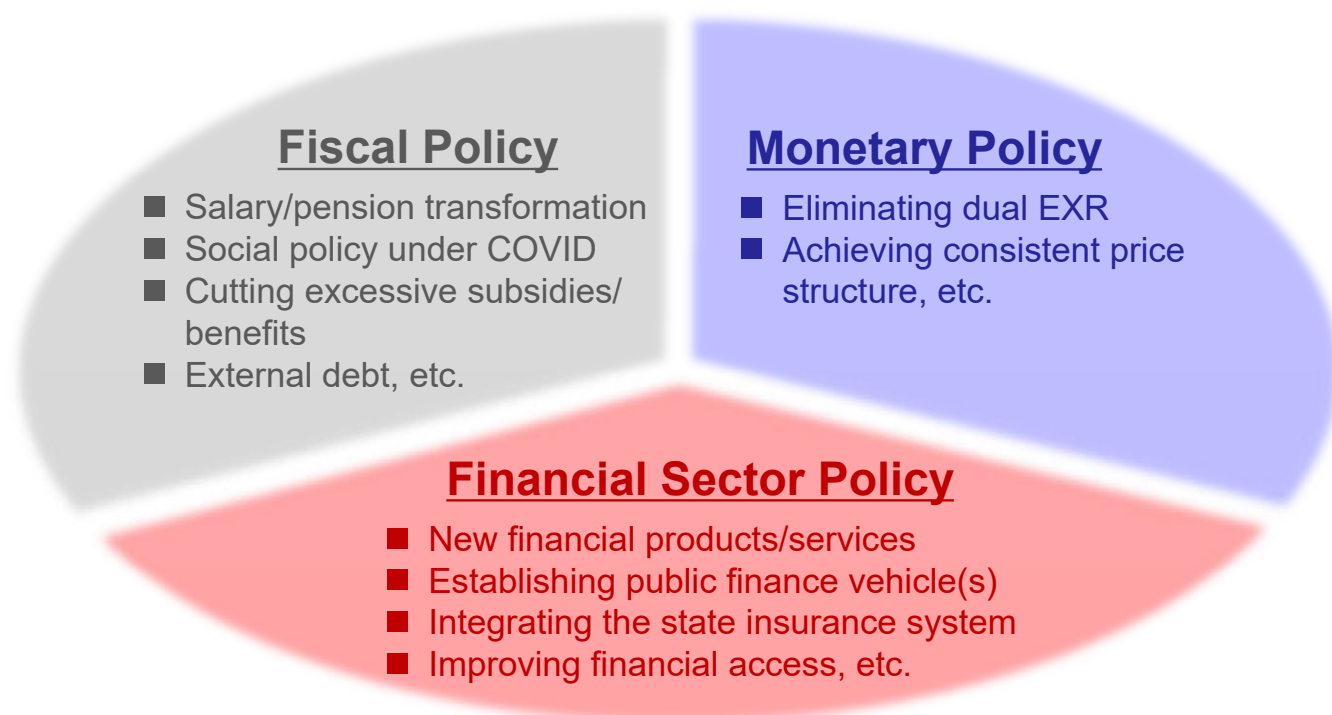 Fiscal Policy
■ Salary/pension transformation
■ Social policy under COVID
■ Cutting excessive subsidies/
benefits
■ External debt, etc.
Monetary Policy
■ Eliminating dual EXR
■ Achieving consistent price
structure, etc.
Financial Sector Policy
■ New financial products/services
■ Establishing public finance vehicle(s)
■ Integrating the state insurance system
■ Improving financial access, etc.